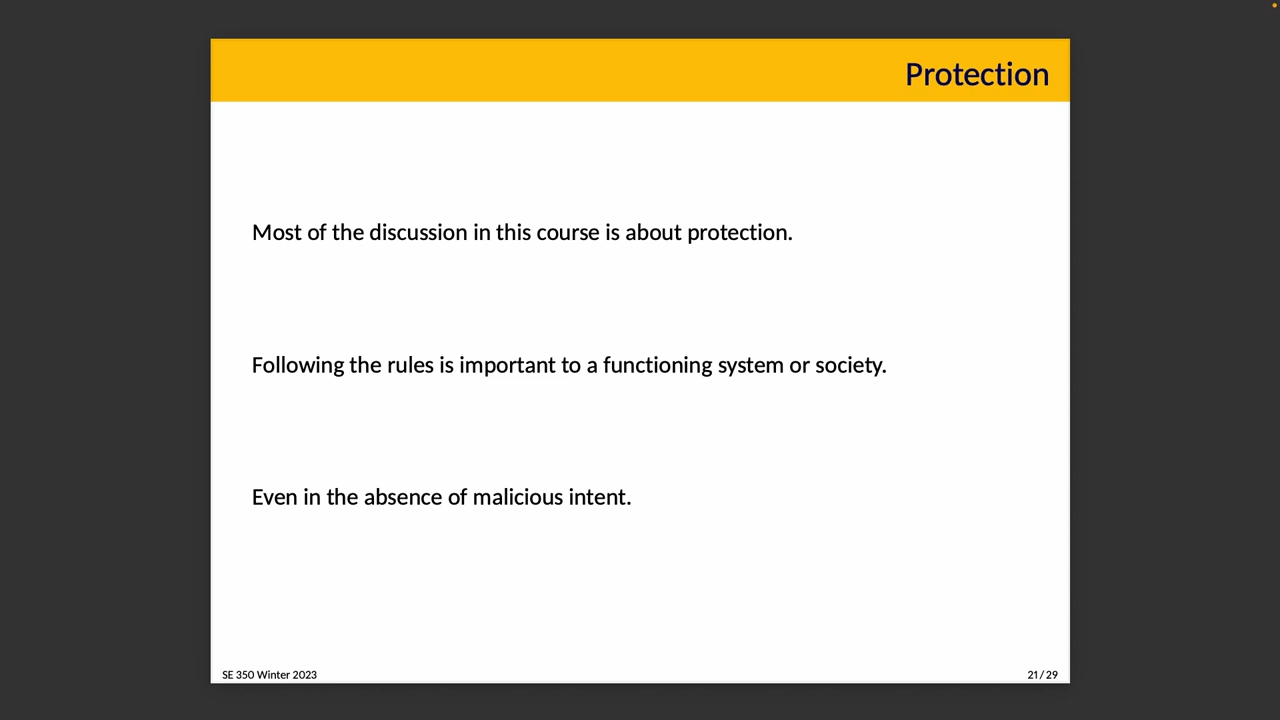 Protection
Most of the discussion in this course is about protection.
Following the rules is important to a functioning system or society.
Even in the absence of malicious intent.
SE 350 Winter 2023
21 / 29